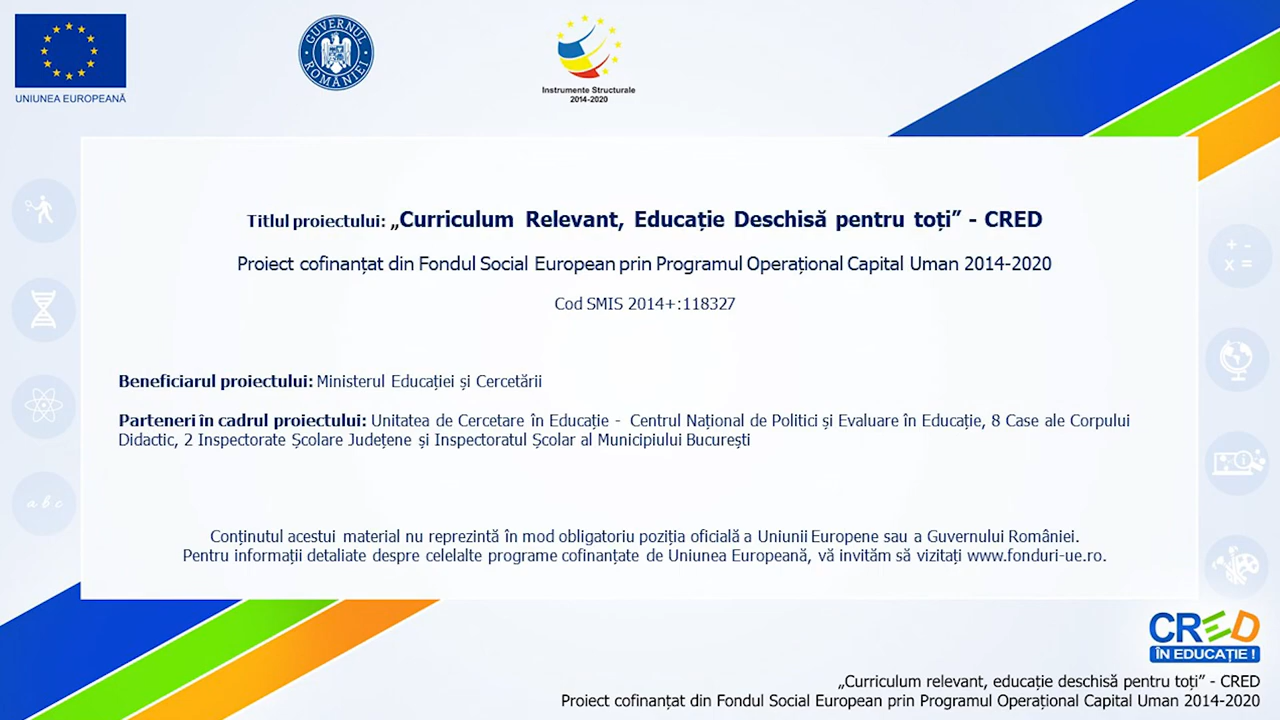 UNIUNEA EUROPEANĂ
GUVERNUL ROMÂNIEI
Instrumente Structurale
2014-2020
Titlul proiectului: „Curriculum Relevant, Educație Deschisă pentru toți” - CRED
Proiect cofinanțat din Fondul Social European prin Programul Operațional Capital Uman 2014-2020
Cod SMIS 2014+:118327
Beneficiarul proiectului: Ministerul Educației și Cercetării
Parteneri în cadrul proiectului: Unitatea de Cercetare în Educație - Centrul Național de Politici și Evaluare în Educație, 8 Case ale Corpului
Didactic, 2 Inspectorate Școlare Județene și Inspectoratul Școlar al Municipiului București
a b c
+ -
x =
Conținutul acestui material nu reprezintă în mod obligatoriu poziția oficială a Uniunii Europene sau a Guvernului României.
Pentru informații detaliate despre celelalte programe cofinanțate de Uniunea Europeană, vă invităm să vizitați www.fonduri-ue.ro.
CRED
ÎN EDUCAȚIE !
„Curriculum relevant, educație deschisă pentru toți” - CRED
Proiect cofinanțat din Fondul Social European prin Programul Operațional Capital Uman 2014-2020